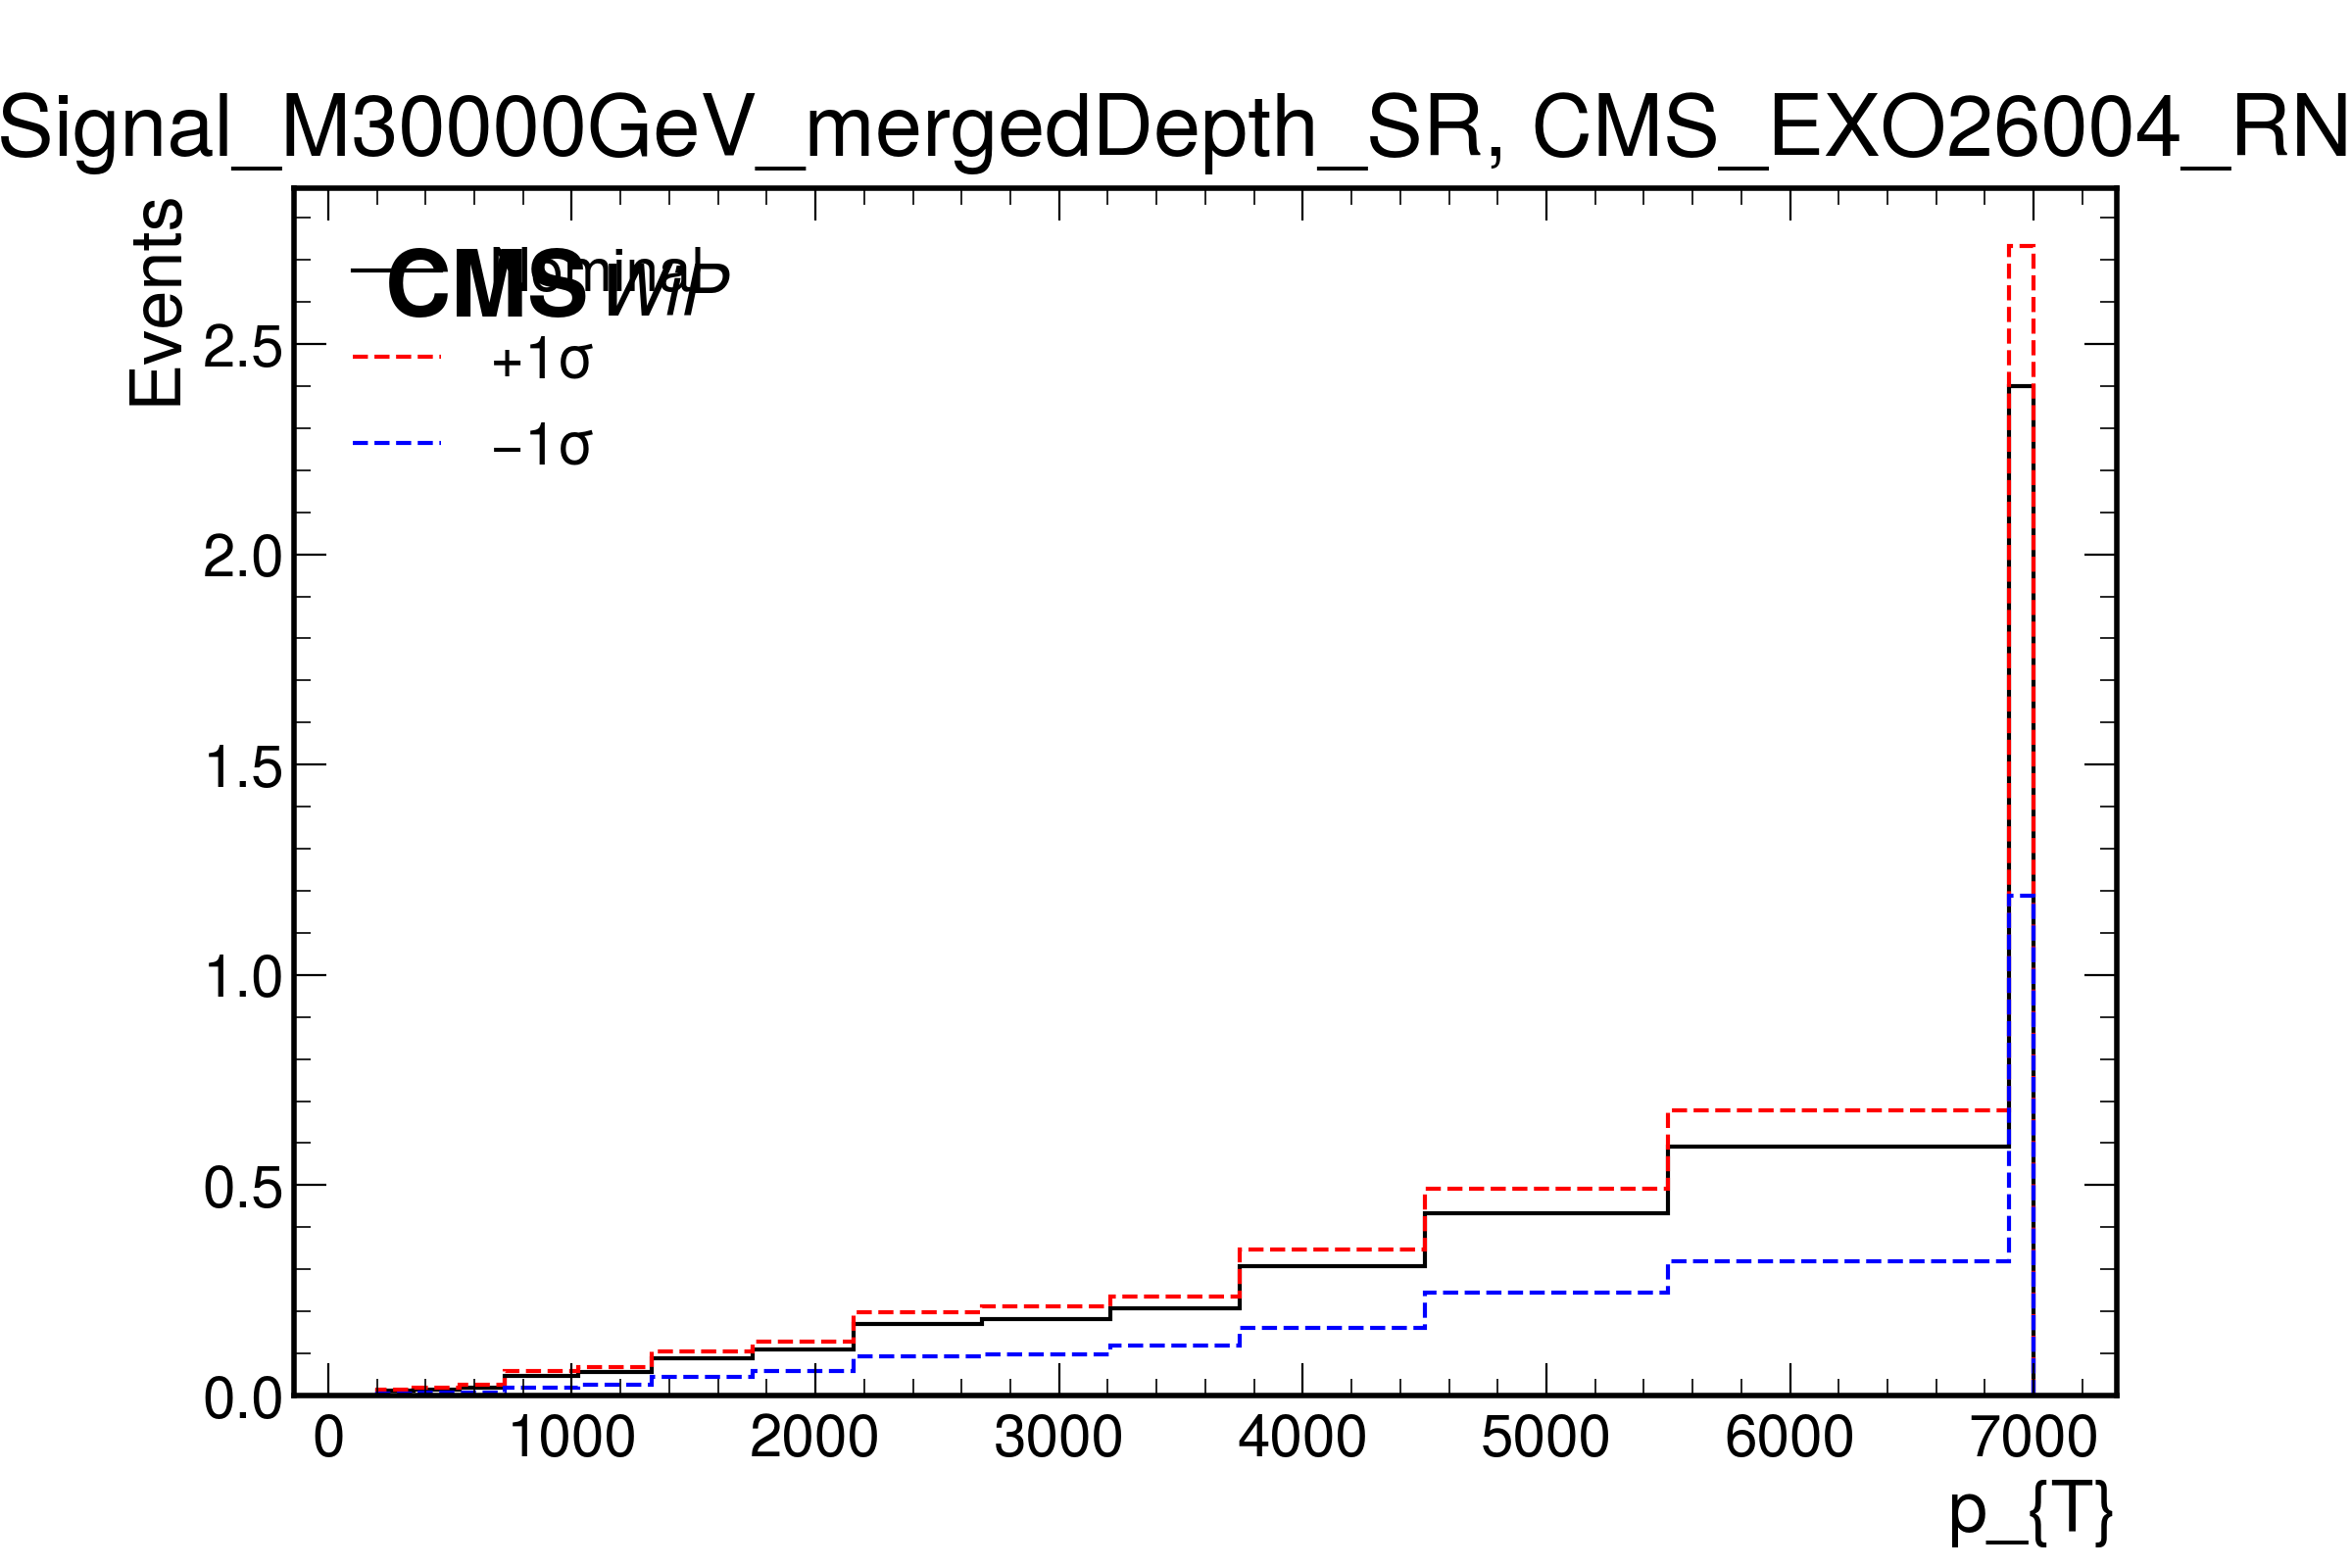 Signal_M30000GeV_mergedDepth_SR, CMS_EXO26004_RN
Events
Nominal
CMS WiP
+1σ
−1σ
2.5
2.0
1.5
1.0
0.5
0.0
0 1000 2000 3000 4000 5000 6000 7000
p_{T}